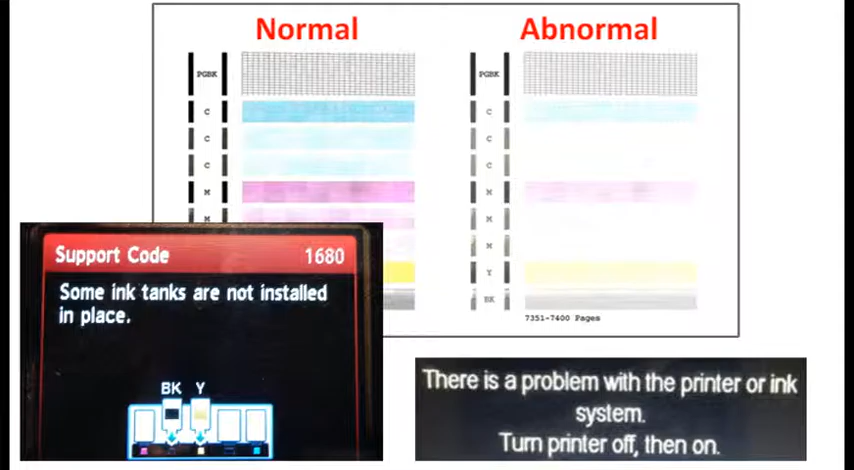 Normal
Abnormal
PGBK
C
C
C
M
M
PGBK
C
C
C
M
M
M
Y
BK
7351-7400 Pages
Support Code 1680
Some ink tanks are not installed
in place.
BK Y
There is a problem with the printer or ink
system.
Turn printer off, then on.